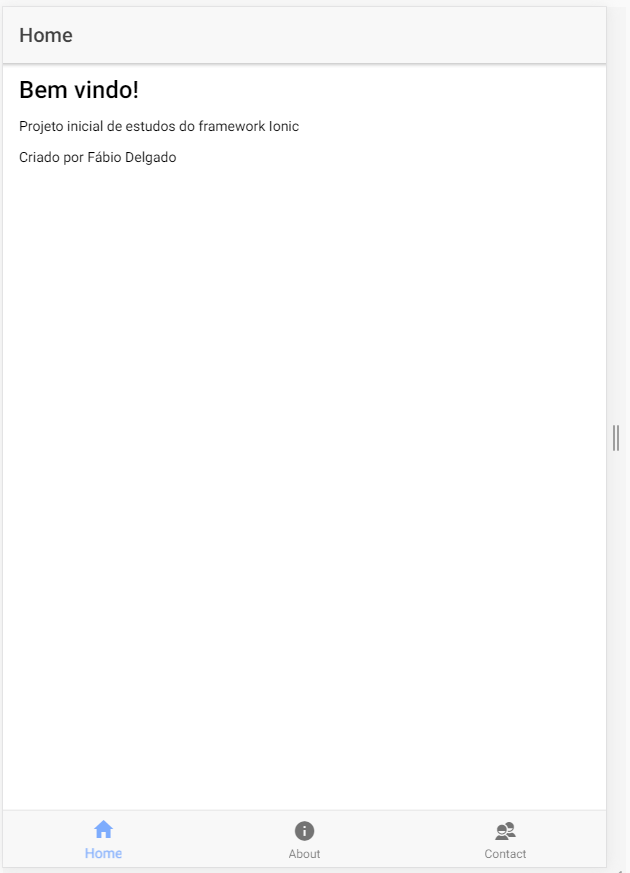 Home
Bem vindo!
Projeto inicial de estudos do framework Ionic
Criado por Fábio Delgado
Home
About
Contact